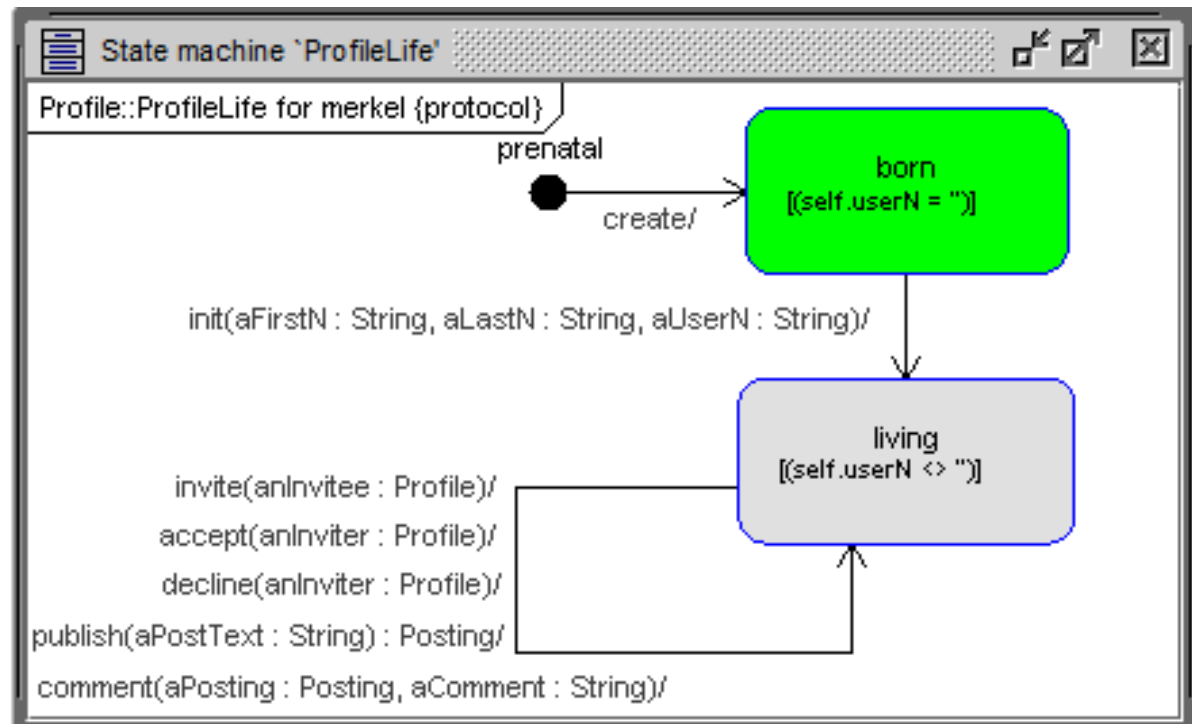 State machine `ProfileLife'
Profile::ProfileLife for merkel {protocol}
prenatal
born
[(self.userN = '')]
create/
init(aFirstN : String, aLastN : String, aUserN : String)/
living
[(self.userN <> '')]
invite(anInvitee : Profile)/
accept(anInviter : Profile)/
decline(anInviter : Profile)/
publish(aPostText : String) : Posting/
comment(aPosting : Posting, aComment : String)/